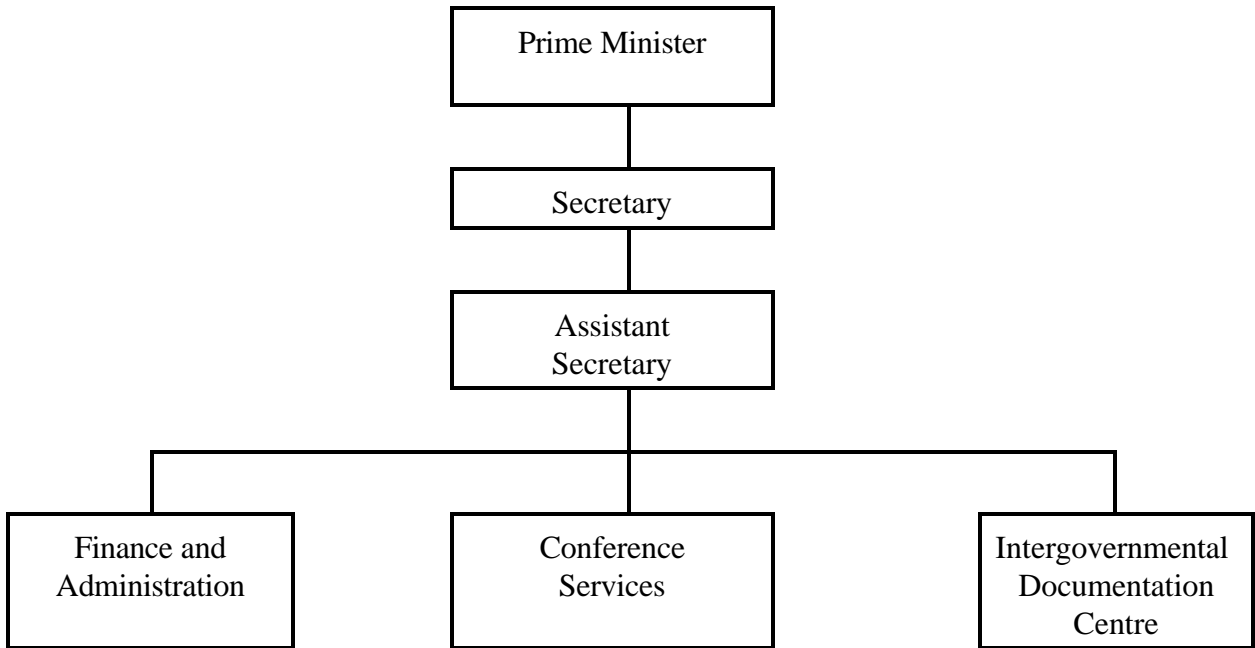 Prime Minister
Secretary
Assistant
Secretary
Finance and
Administration
Conference
Services
Intergovernmental
Documentation
Centre